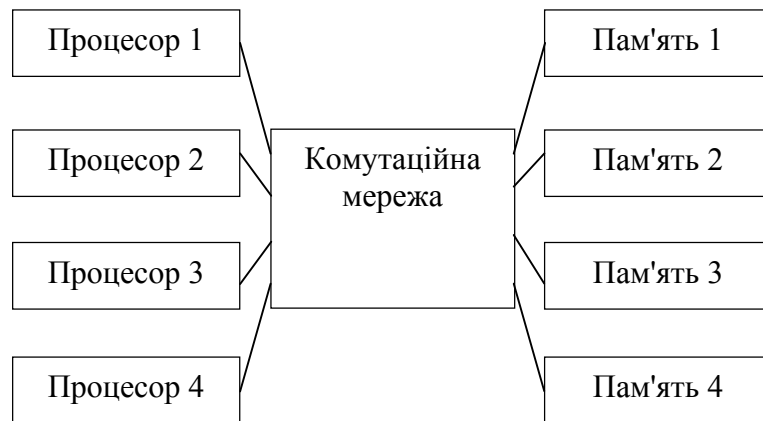 Процесор 1
Пам'ять 1
Процесор 2
Комутаційна
мережа
Пам'ять 2
Процесор 3
Пам'ять 3
Процесор 4
Пам'ять 4